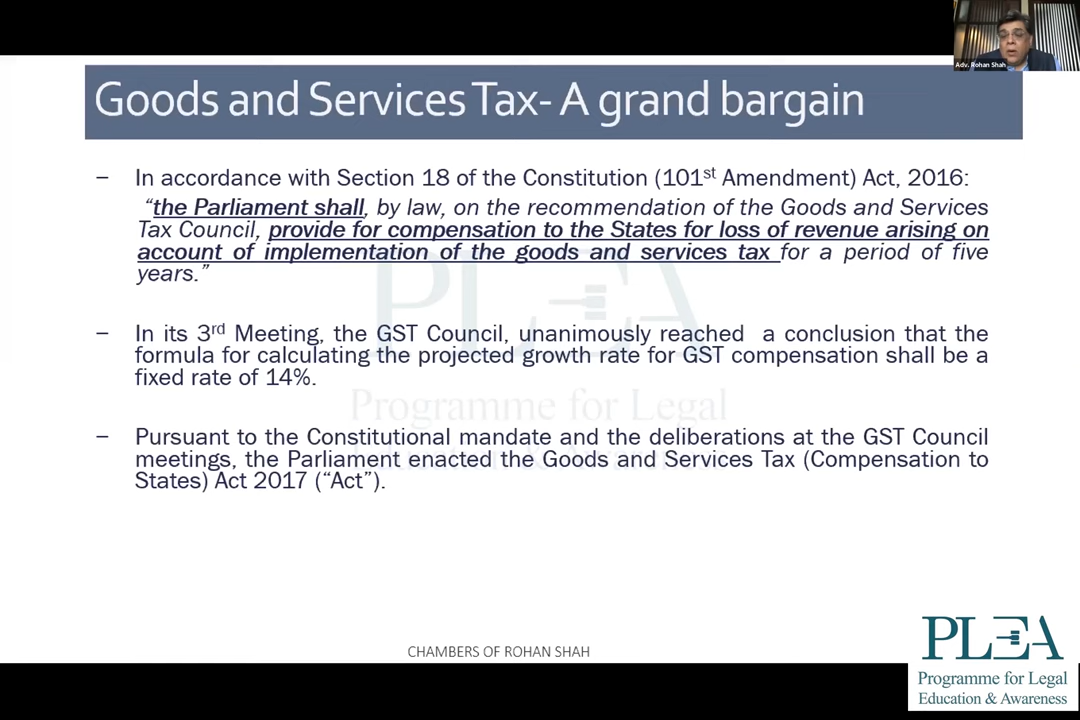 Adv. Rohan Shah
Goods and Services Tax- A grand bargain
– In accordance with Section 18 of the Constitution (101st Amendment) Act, 2016:
“the Parliament shall, by law, on the recommendation of the Goods and Services
Tax Council, provide for compensation to the States for loss of revenue arising on
account of implementation of the goods and services tax for a period of five
years.”
– In its 3rd Meeting, the GST Council, unanimously reached a conclusion that the
formula for calculating the projected growth rate for GST compensation shall be a
fixed rate of 14%.
– Pursuant to the Constitutional mandate and the deliberations at the GST Council
meetings, the Parliament enacted the Goods and Services Tax (Compensation to
States) Act 2017 (“Act”).
PLEA
Programme for Legal
CHAMBERS OF ROHAN SHAH
PLEA
Programme for Legal
Education & Awareness